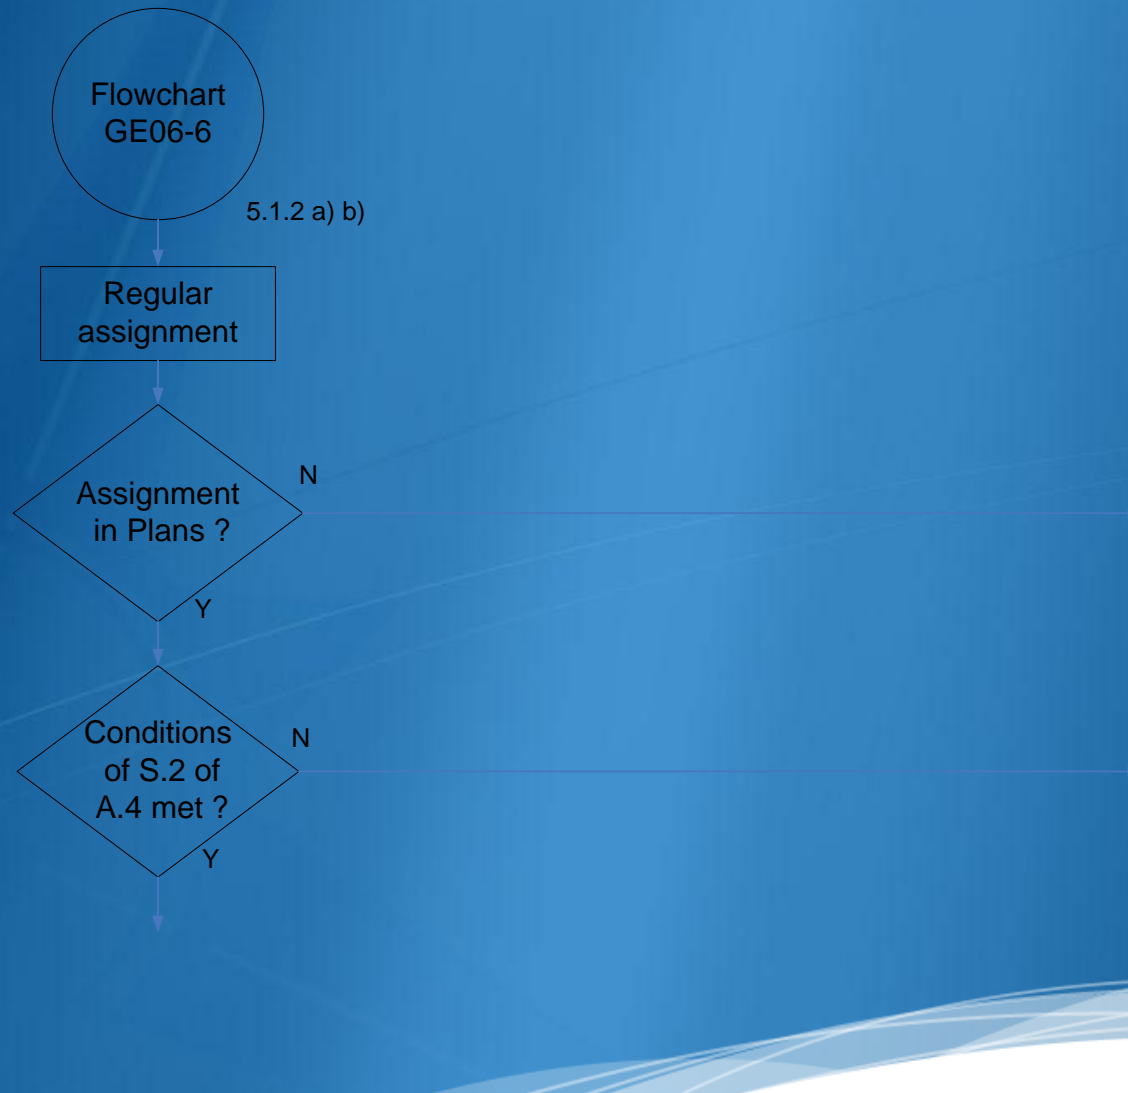 Flowchart
GE06-6
5.1.2 a) b)
Regular
assignment
Assignment
in Plans ?
N
Y
Conditions
of S.2 of
A.4 met ?
N
Y